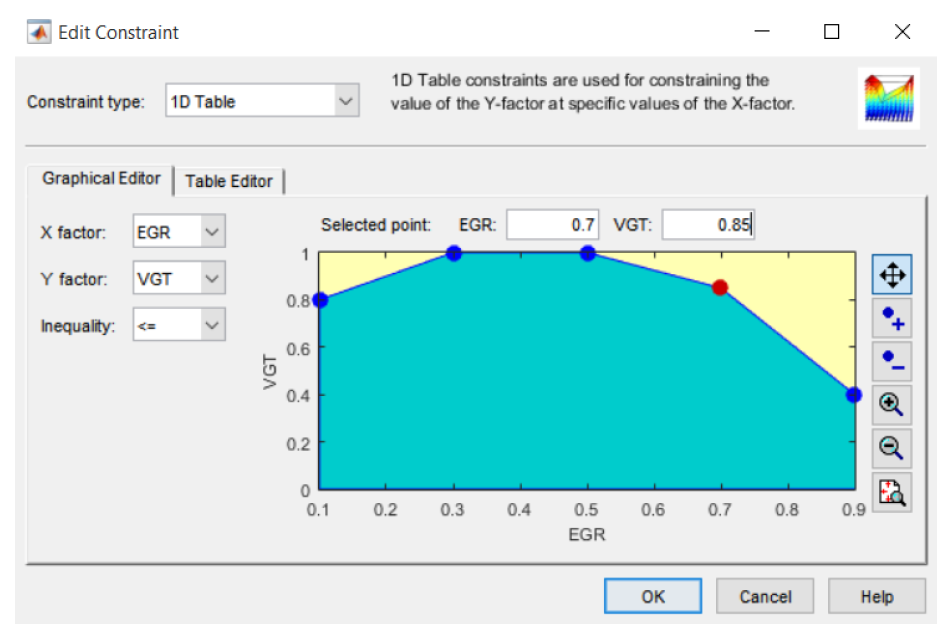 Edit Constraint
Constraint type: 1D Table
1D Table constraints are used for constraining the
value of the Y-factor at specific values of the X-factor.
Graphical Editor Table Editor
X factor: EGR
Y factor: VGT
Inequality: <=
Selected point: EGR: 0.7 VGT: 0.85
1
0.8
0.6
0.4
0.2
0
VGT
0.1 0.2 0.3 0.4 0.5 0.6 0.7 0.8 0.9
EGR
OK Cancel Help